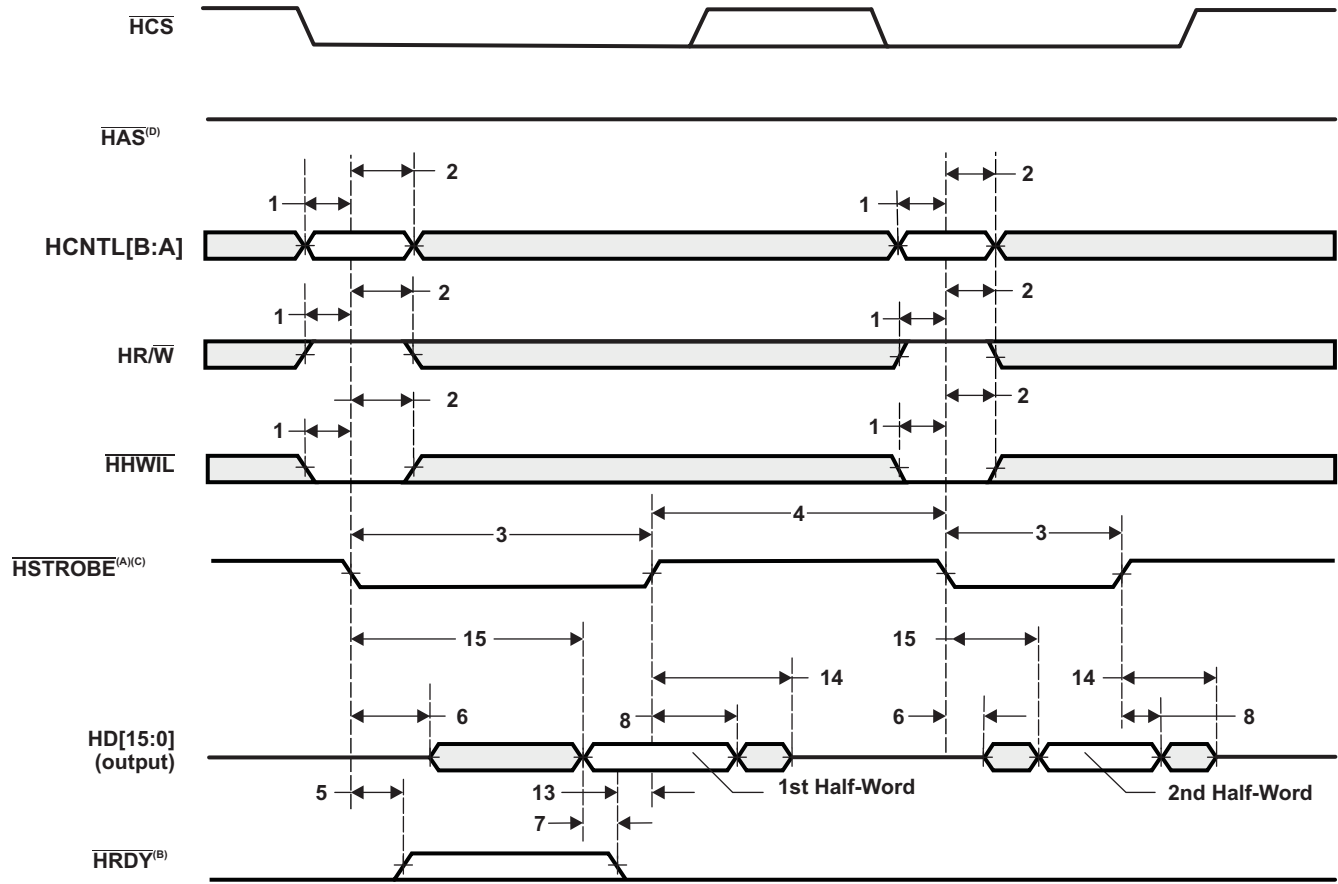 HCS
HAS(D)
2 2
1 1
HCNTL[B:A]
2 2
1 1
HR/W
2 2
1 1
HHWIL
4
3 3
HSTROBE(A)(C)
15 15
14 14
6 8 6 8
HD[15:0]
(output)
1st Half-Word 2nd Half-Word
5 13
7
HRDY(B)